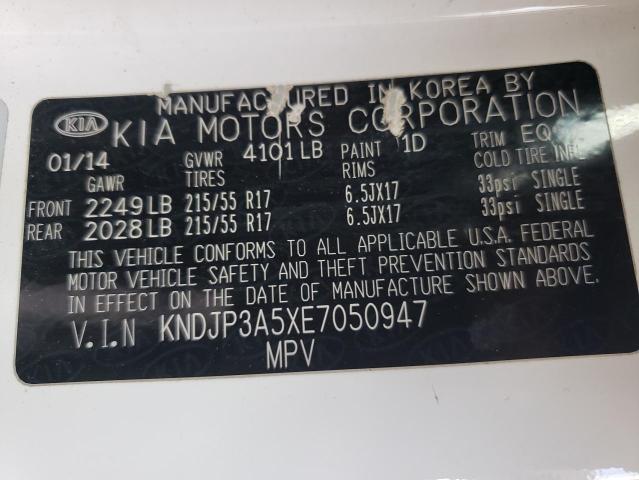 MANUFACTURED IN KOREA BY
KIA KIA MOTORS CORPORATION
01/14 GVWR 4101 LB PAINT 1D TRIM EQ
GAWR TIRES RIMS COLD TIRE INFL
FRONT 2249 LB 215/55 R17 6.5JX17 33psi SINGLE
REAR 2028 LB 215/55 R17 6.5JX17 33psi SINGLE
THIS VEHICLE CONFORMS TO ALL APPLICABLE U.S.A. FEDERAL
MOTOR VEHICLE SAFETY AND THEFT PREVENTION STANDARDS
IN EFFECT ON THE DATE OF MANUFACTURE SHOWN ABOVE.
V.I.N KNDJP3A5XE7050947
MPV